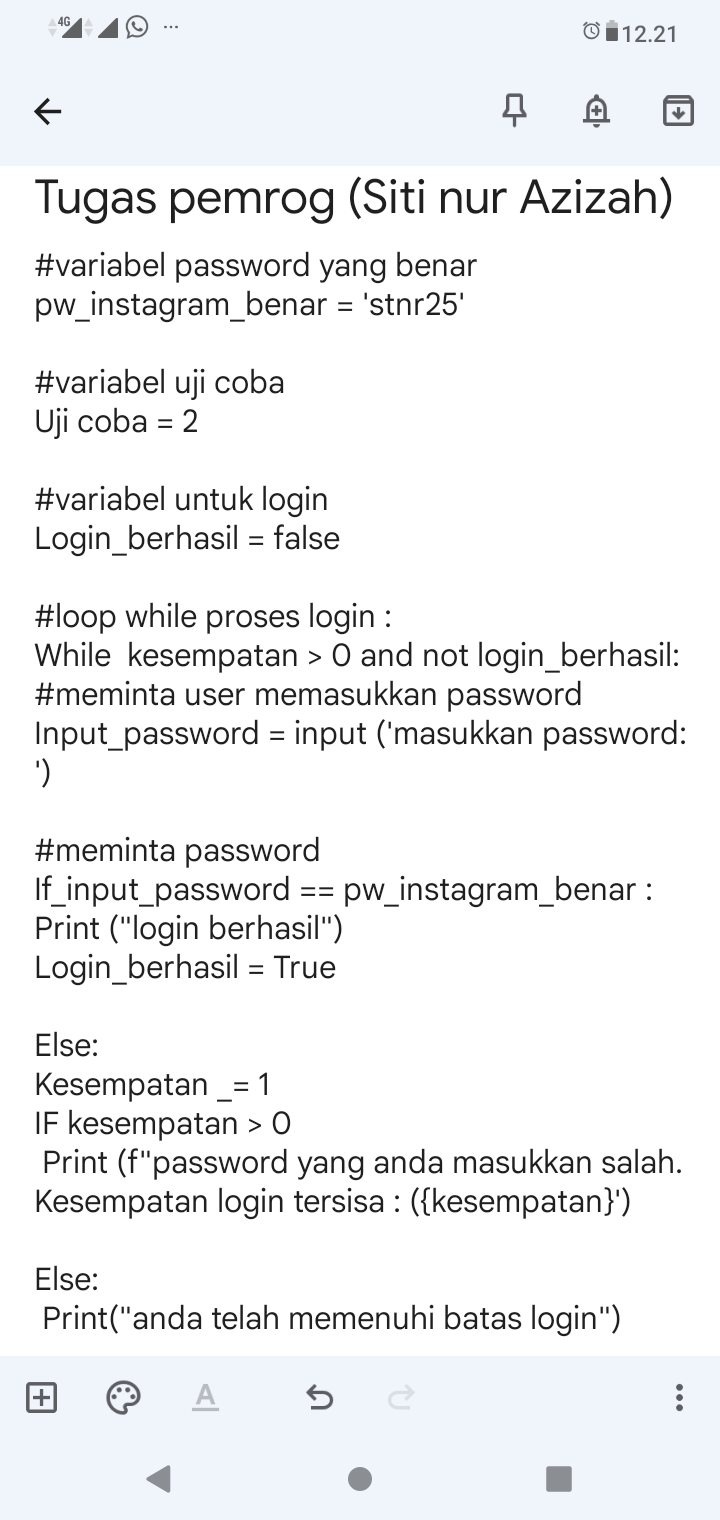 4G ... 12.21
Tugas pemrog (Siti nur Azizah)
#variabel password yang benar
pw_instagram_benar = 'stnr25'
#variabel uji coba
Uji coba = 2
#variabel untuk login
Login_berhasil = false
#loop while proses login :
While  kesempatan > 0 and not login_berhasil:
#meminta user memasukkan password
Input_password = input ('masukkan password:
')
#meminta password
If_input_password == pw_instagram_benar :
Print ("login berhasil")
Login_berhasil = True
Else:
Kesempatan _= 1
IF kesempatan > 0
Print (f"password yang anda masukkan salah.
Kesempatan login tersisa : ({kesempatan}')
Else:
Print("anda telah memenuhi batas login")
A